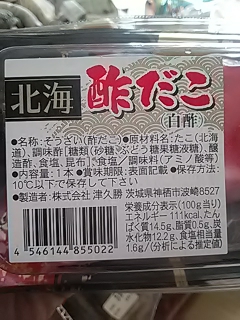 北海 酢だこ
(白酢)
●名称:そうざい(酢だこ)●原材料名:たこ(北海
道)、調味酢〔糖類(砂糖、ぶどう糖果糖液糖)、醸
造酢、食塩、昆布〕、食塩/調味料(アミノ酸等)
●内容量:1本 ●賞味期限:表面記載 ●保存方法:
10℃以下で保存してください。
●製造者:株式会社 津久勝 茨城県神栖市波崎8527
栄養成分表示(100g当り)
エネルギー 111kcal、たん
ぱく質14.5g、脂質0.5g、炭
水化物12.2g、食塩相当量
1.6g/(分析による推定値)
4 546144 855022